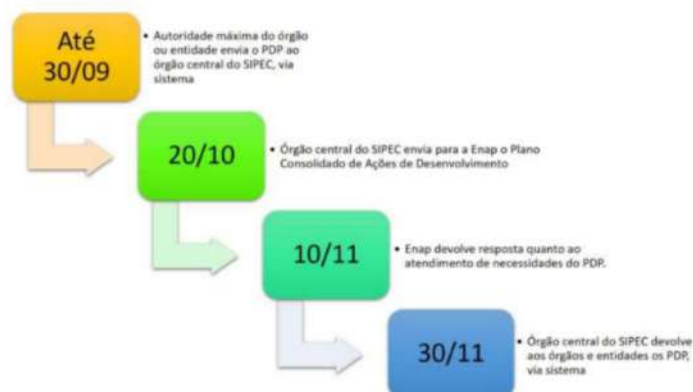 Até
30/09
• Autoridade máxima do órgão
ou entidade envia o PDP ao
órgão central do SIPEC, via
sistema
20/10
• Órgão central do SIPEC envia para a Enap o Plano
Consolidado de Ações de Desenvolvimento
10/11
• Enap devolve resposta quanto ao
atendimento de necessidades do PDP.
30/11
• Órgão central do SIPEC devolve
aos órgãos e entidades os PDP,
via sistema